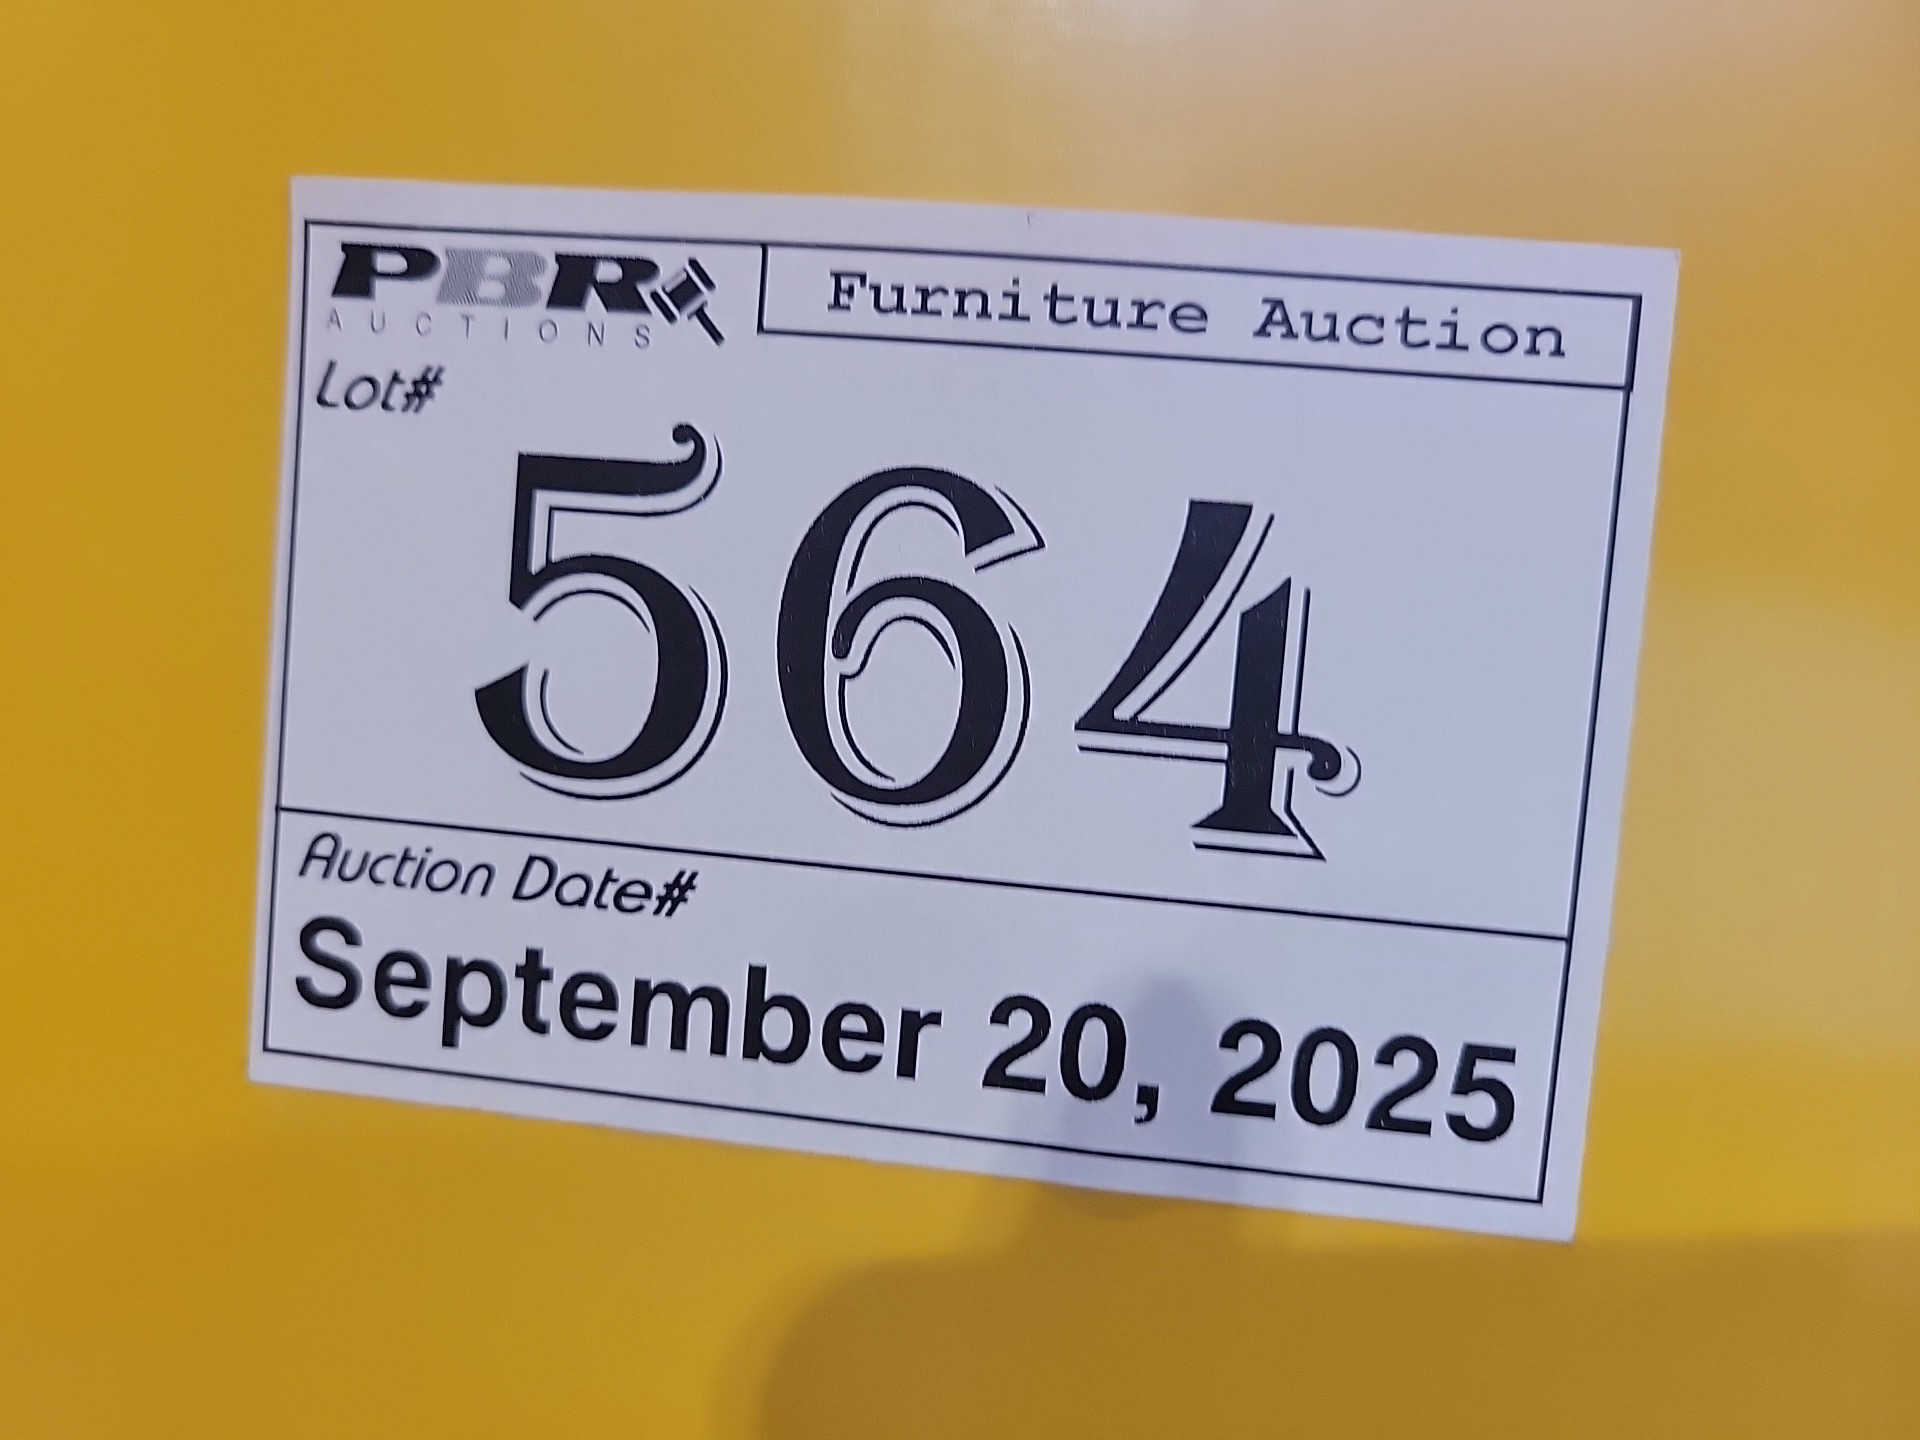 PBR
AUCTIONS
Furniture Auction
Lot#
564
Auction Date#
September 20, 2025